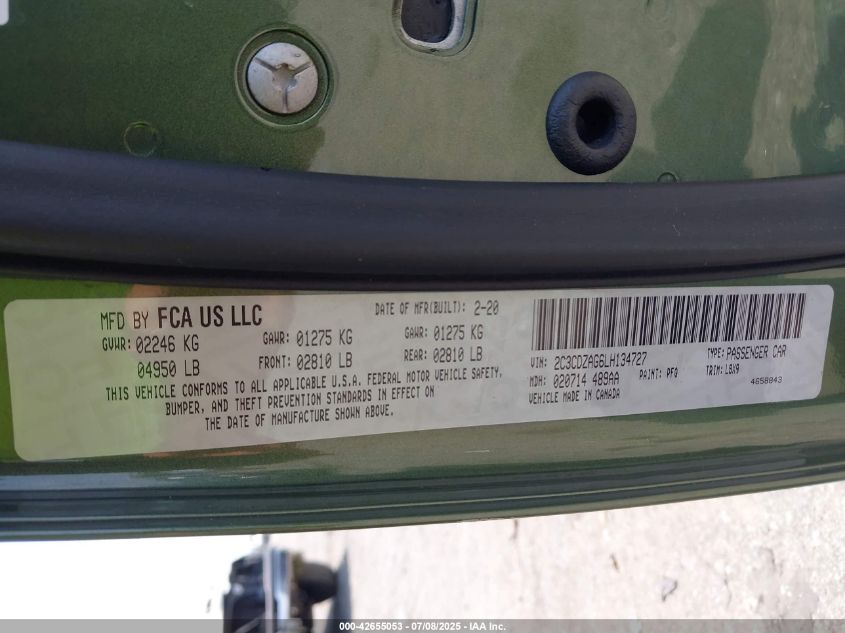 MFD BY FCA US LLC
DATE OF MFR(BUILT): 2-20
GVWR: 02246 KG
04950 LB
GAWR: 01275 KG
FRONT: 02810 LB
GAWR: 01275 KG
REAR: 02810 LB
THIS VEHICLE CONFORMS TO ALL APPLICABLE U.S.A. FEDERAL MOTOR VEHICLE SAFETY,
BUMPER, AND THEFT PREVENTION STANDARDS IN EFFECT ON
THE DATE OF MANUFACTURE SHOWN ABOVE.
VIN: 2C3CDZAG6LH134727
TYPE: PASSENGER CAR
MDH: 020714 489AA
PAINT: PFQ
TRIM: LBX9
VEHICLE MADE IN CANADA
4658843
000-42655053 - 07/08/2025 - IAA Inc.